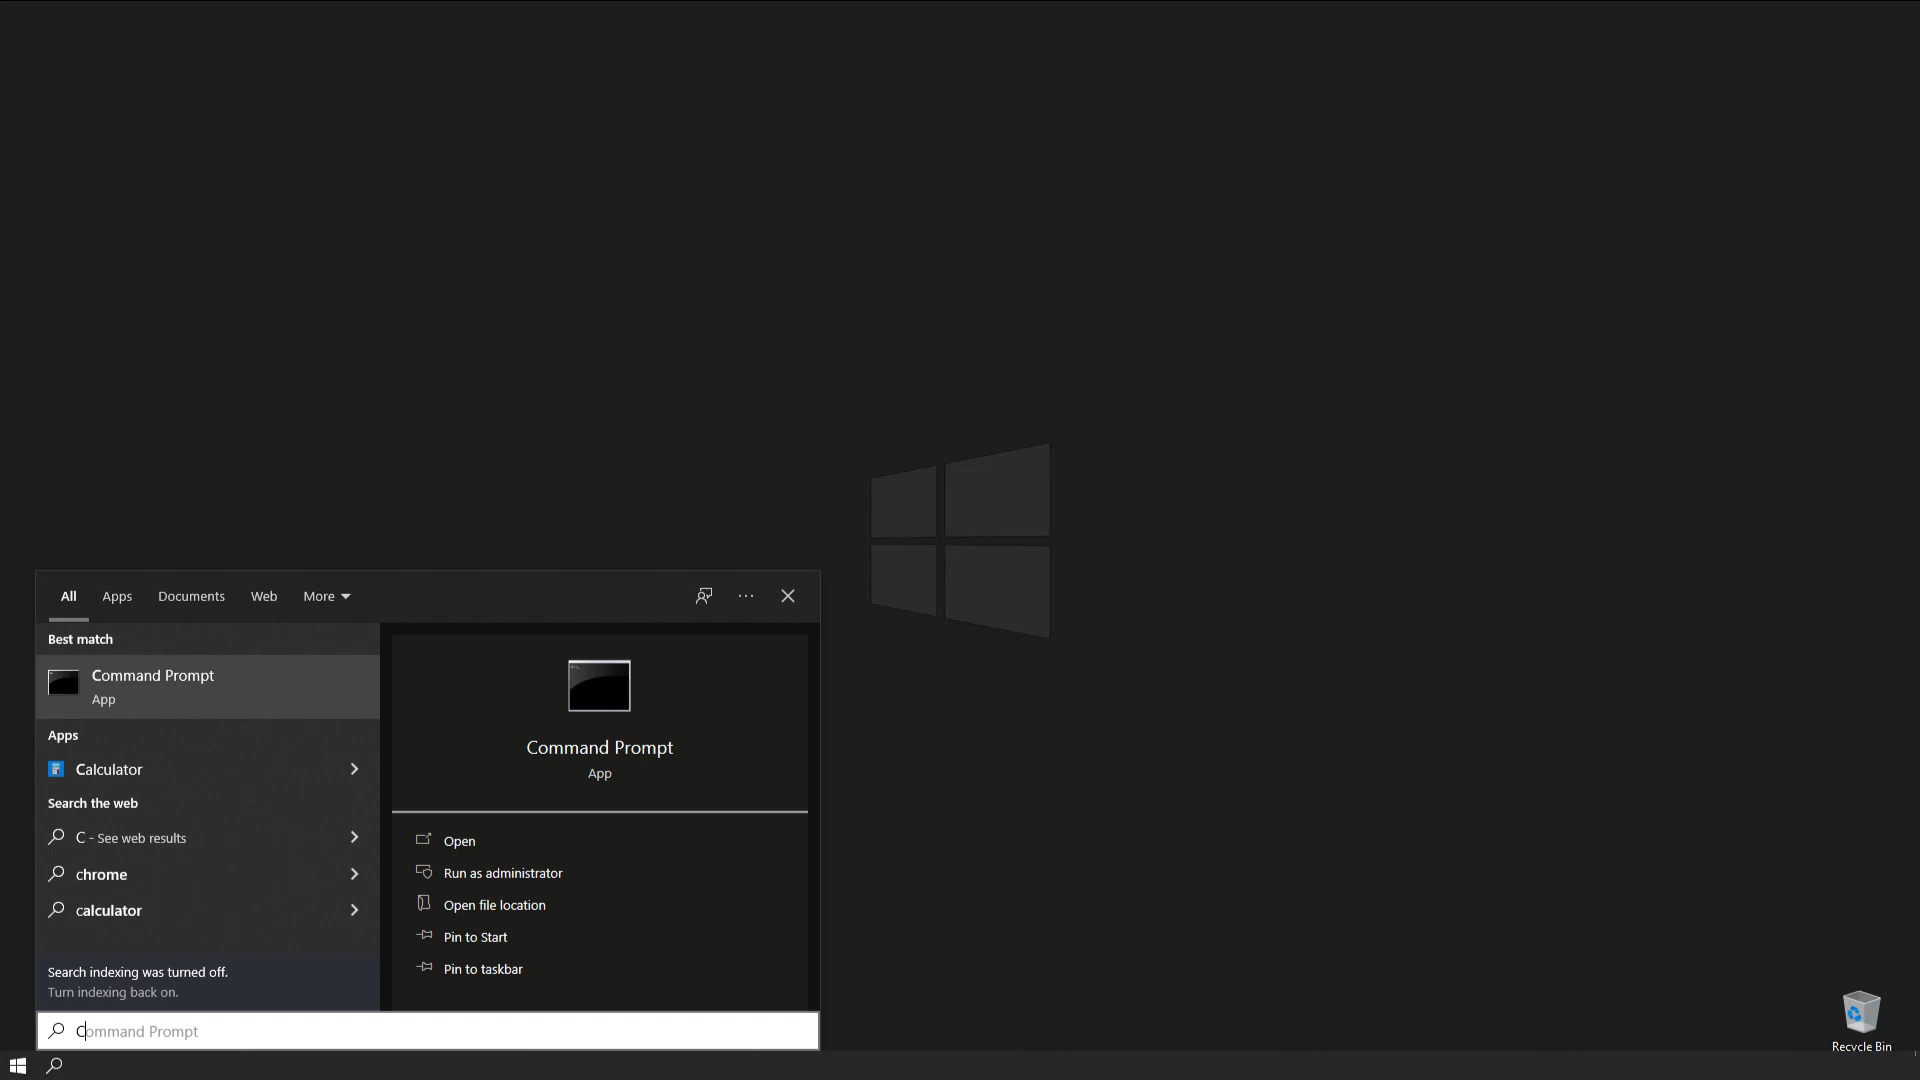 All Apps Documents Web More
Best match
Command Prompt
App
Apps
Calculator
Search the web
C - See web results
chrome
calculator
Search indexing was turned off.
Turn indexing back on.
Command Prompt
App
Open
Run as administrator
Open file location
Pin to Start
Pin to taskbar
Command Prompt
Recycle Bin